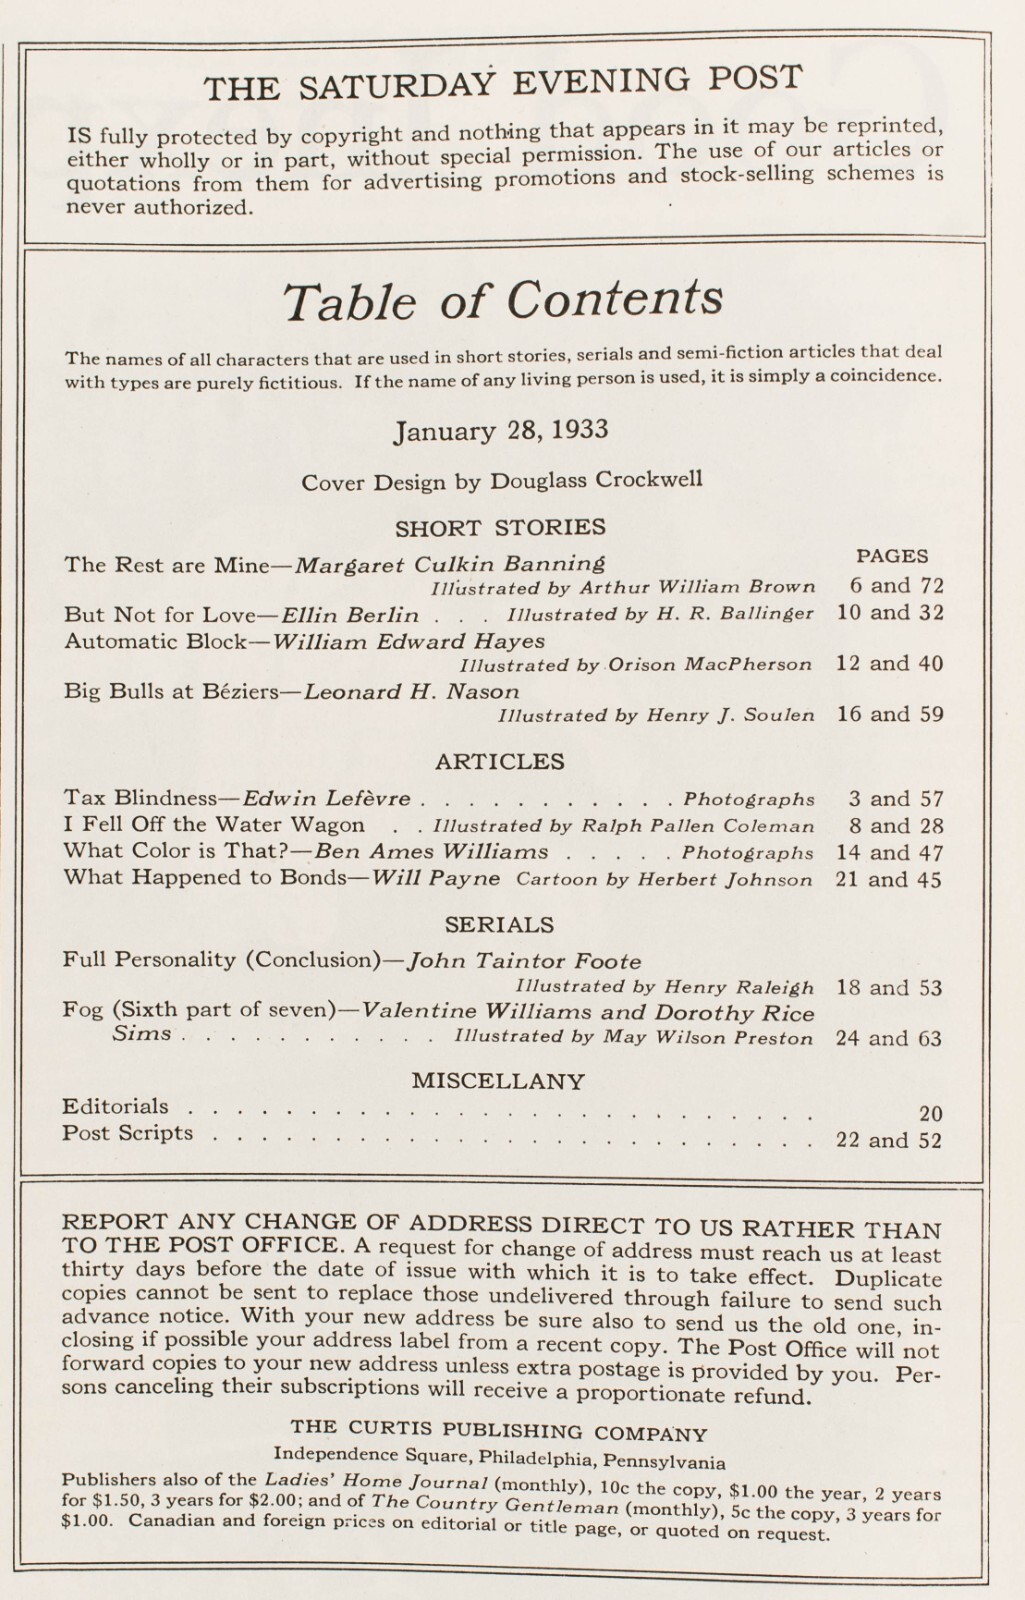 THE SATURDAY EVENING POST
IS fully protected by copyright and nothing that appears in it may be reprinted,
either wholly or in part, without special permission. The use of our articles or
quotations from them for advertising promotions and stock-selling schemes is
never authorized.
Table of Contents
The names of all characters that are used in short stories, serials and semi-fiction articles that deal
with types are purely fictitious. If the name of any living person is used, it is simply a coincidence.
January 28, 1933
Cover Design by Douglass Crockwell
SHORT STORIES
PAGES
The Rest are Mine—Margaret Culkin Banning
Illustrated by Arthur William Brown 6 and 72
But Not for Love—Ellin Berlin . . . Illustrated by H. R. Ballinger 10 and 32
Automatic Block—William Edward Hayes
Illustrated by Orison MacPherson 12 and 40
Big Bulls at Béziers—Leonard H. Nason
Illustrated by Henry J. Soulen 16 and 59
ARTICLES
Tax Blindness—Edwin Lefèvre . . . . . . . . . . . Photographs 3 and 57
I Fell Off the Water Wagon . . Illustrated by Ralph Pallen Coleman 8 and 28
What Color is That?—Ben Ames Williams . . . . . Photographs 14 and 47
What Happened to Bonds—Will Payne Cartoon by Herbert Johnson 21 and 45
SERIALS
Full Personality (Conclusion)—John Taintor Foote
Illustrated by Henry Raleigh 18 and 53
Fog (Sixth part of seven)—Valentine Williams and Dorothy Rice
Sims . . . . . . . . . . . Illustrated by May Wilson Preston 24 and 63
MISCELLANY
Editorials . . . . . . . . . . . . . . . . . . . . . . . . . . 20
Post Scripts . . . . . . . . . . . . . . . . . . . . . . . . . 22 and 52
REPORT ANY CHANGE OF ADDRESS DIRECT TO US RATHER THAN
TO THE POST OFFICE. A request for change of address must reach us at least
thirty days before the date of issue with which it is to take effect. Duplicate
copies cannot be sent to replace those undelivered through failure to send such
advance notice. With your new address be sure also to send us the old one, in-
closing if possible your address label from a recent copy. The Post Office will not
forward copies to your new address unless extra postage is provided by you. Per-
sons canceling their subscriptions will receive a proportionate refund.
THE CURTIS PUBLISHING COMPANY
Independence Square, Philadelphia, Pennsylvania
Publishers also of the Ladies' Home Journal (monthly), 10c the copy, $1.00 the year, 2 years
for $1.50, 3 years for $2.00; and of The Country Gentleman (monthly), 5c the copy, 3 years for
$1.00. Canadian and foreign prices on editorial or title page, or quoted on request.